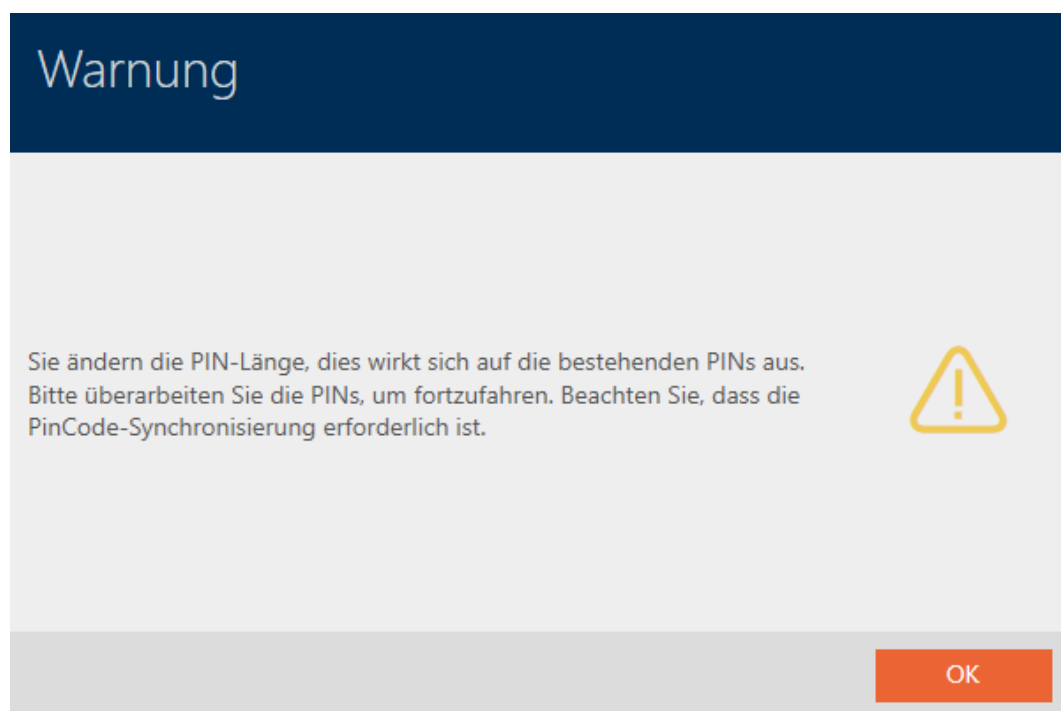 Warnung
Sie ändern die PIN-Länge, dies wirkt sich auf die bestehenden PINs aus.
Bitte überarbeiten Sie die PINs, um fortzufahren. Beachten Sie, dass die
PinCode-Synchronisierung erforderlich ist.
OK